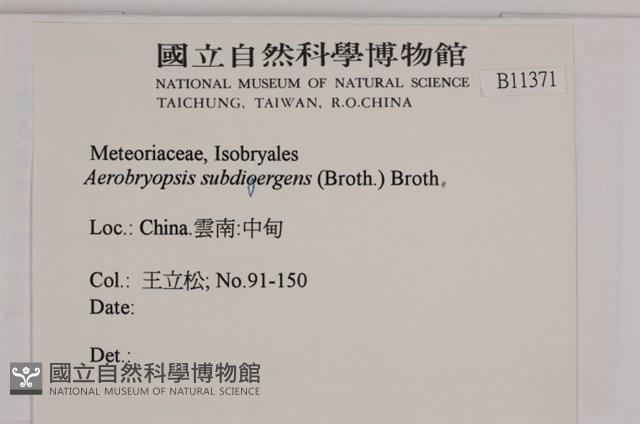 國立自然科學博物館
NATIONAL MUSEUM OF NATURAL SCIENCE
TAICHUNG, TAIWAN, R.O.CHINA
B11371
Meteoriaceae, Isobryales
Aerobryopsis subdivergens (Broth.) Broth.
Loc.: China.雲南:中甸
Col.: 王立松; No.91-150
Date:
Det.:
國立自然科學博物館
NATIONAL MUSEUM OF NATURAL SCIENCE